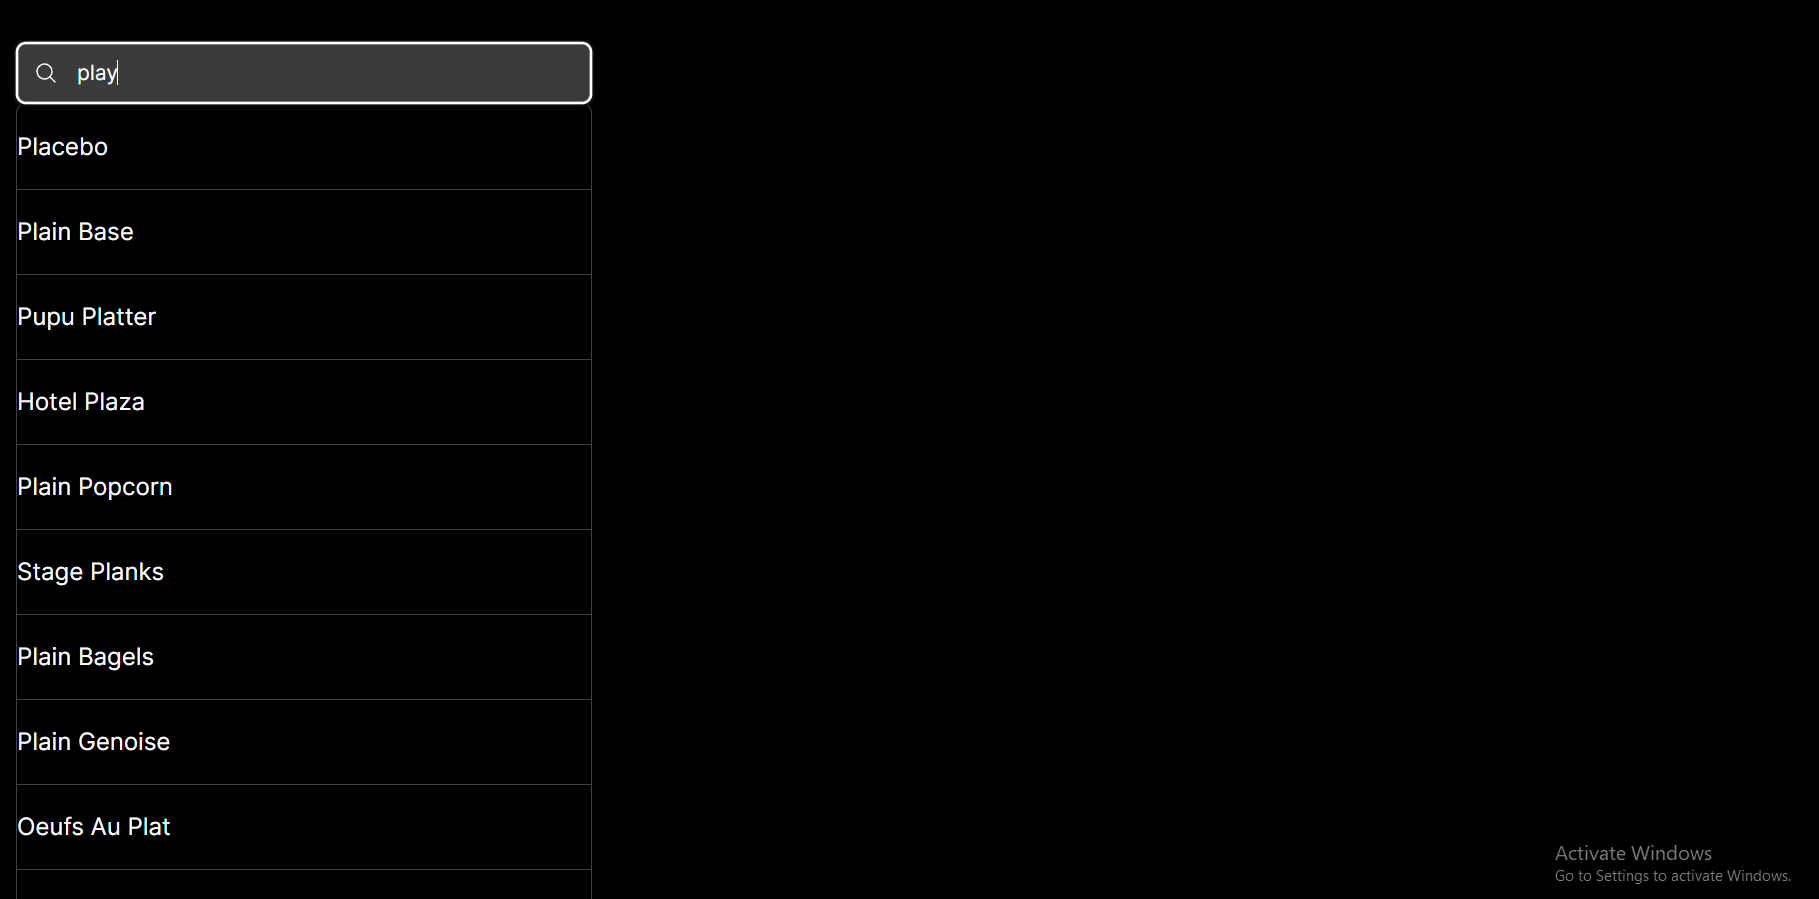 play
Placebo
Plain Base
Pupu Platter
Hotel Plaza
Plain Popcorn
Stage Planks
Plain Bagels
Plain Genoise
Oeufs Au Plat
Activate Windows
Go to Settings to activate Windows.